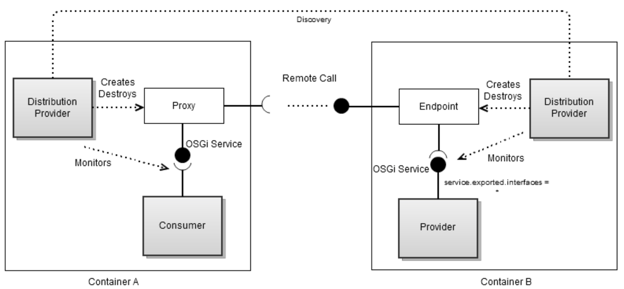 Discovery
Distribution
Provider
Creates
Destroys
Proxy
Remote Call
Endpoint
Creates
Destroys
Distribution
Provider
OSGi Service
Monitors
OSGi Service
Monitors
service.exported.interfaces =
*
Consumer
Provider
Container A
Container B